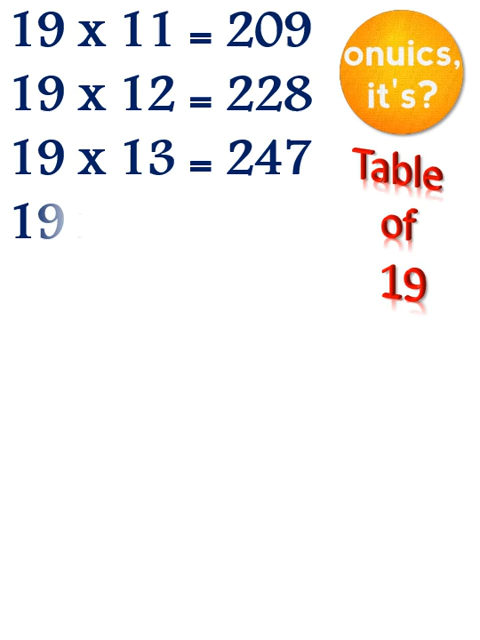 19 x 11 = 209
19 x 12 = 228
19 x 13 = 247
19
onuics,
it's?
Table
of
19